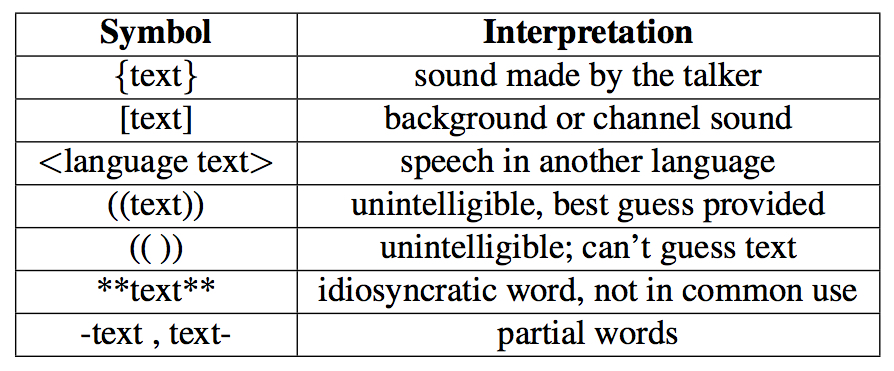 Symbol Interpretation
{text} sound made by the talker
[text] background or channel sound
<language text> speech in another language
((text)) unintelligible, best guess provided
(( )) unintelligible; can’t guess text
**text** idiosyncratic word, not in common use
-text , text- partial words